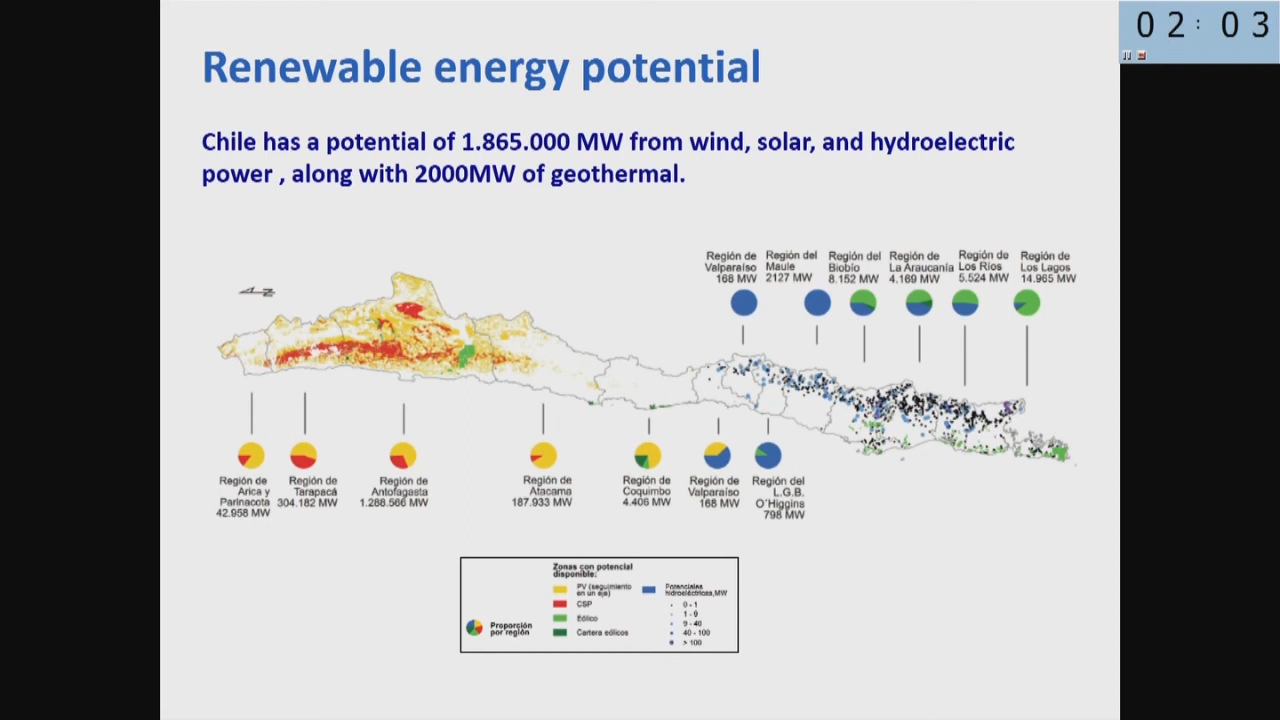 02:03
Renewable energy potential
Chile has a potential of 1.865.000 MW from wind, solar, and hydroelectric
power , along with 2000MW of geothermal.
Región de
Valparaíso
168 MW
Región del
Maule
2127 MW
Región del
Biobío
8.152 MW
Región de
La Araucanía
4.169 MW
Región de
Los Ríos
5.524 MW
Región de
Los Lagos
14.965 MW
Región de
Arica y
Parinacota
42.958 MW
Región de
Tarapacá
304.182 MW
Región de
Antofagasta
1.288.566 MW
Región de
Atacama
187.933 MW
Región de
Coquimbo
4.406 MW
Región de
Valparaíso
168 MW
Región del
L.G.B.
O´Higgins
798 MW
Zonas con potencial
disponible:
PV (seguimiento
en un eje)
CSP
Eólico
Cartera eólicos
Potenciales
hidroeléctricos,MW
0 - 1
1 - 9
9 - 40
40 - 100
> 100
Proporción
por región